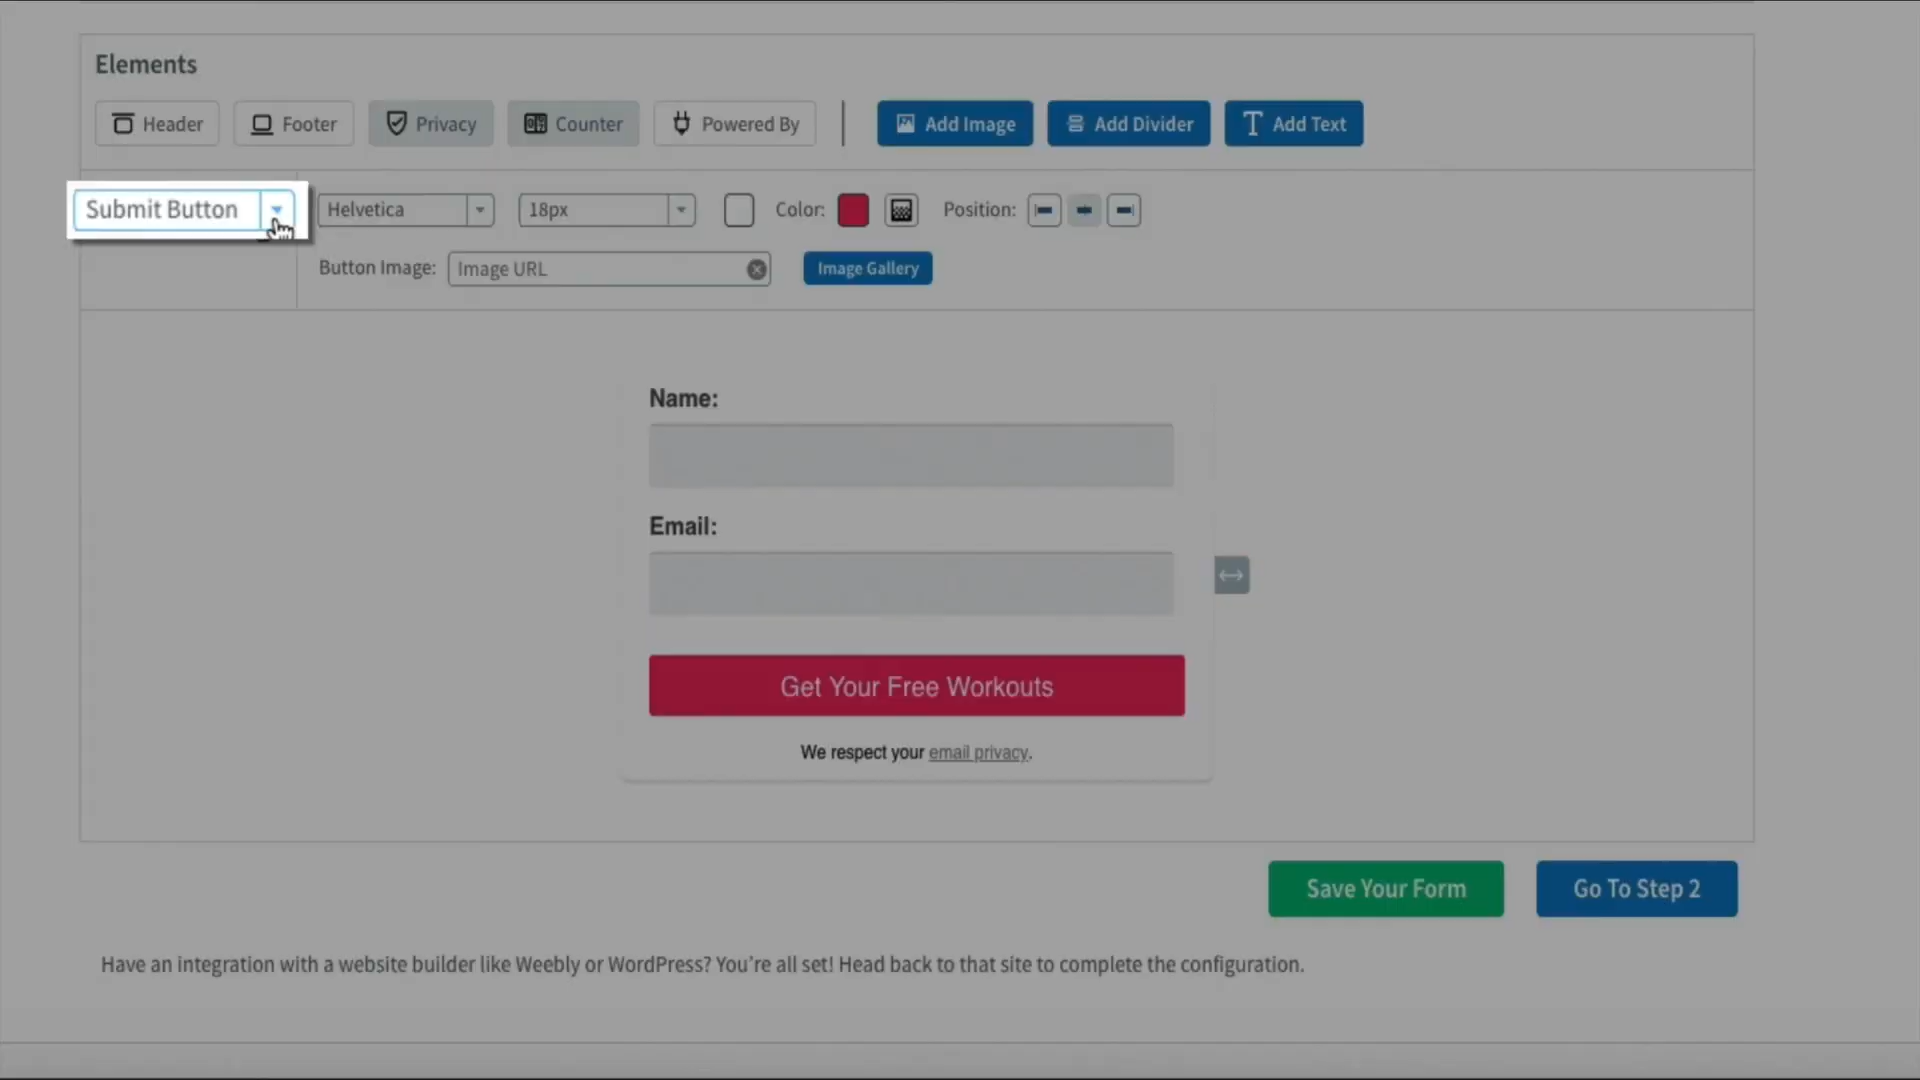 Elements
Header Footer Privacy Counter Powered By Add Image Add Divider Add Text
Submit Button Helvetica 18px Color: Position:
Button Image: Image URL Image Gallery
Name:
Email:
Get Your Free Workouts
We respect your email privacy.
Save Your Form Go To Step 2
Have an integration with a website builder like Weebly or WordPress? You're all set! Head back to that site to complete the configuration.